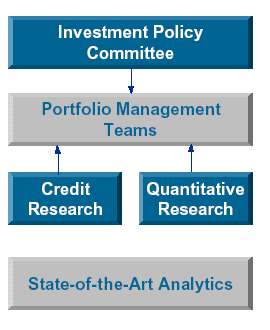 Investment Policy
Committee
Portfolio Management
Teams
Credit
Research
Quantitative
Research
State-of-the-Art Analytics